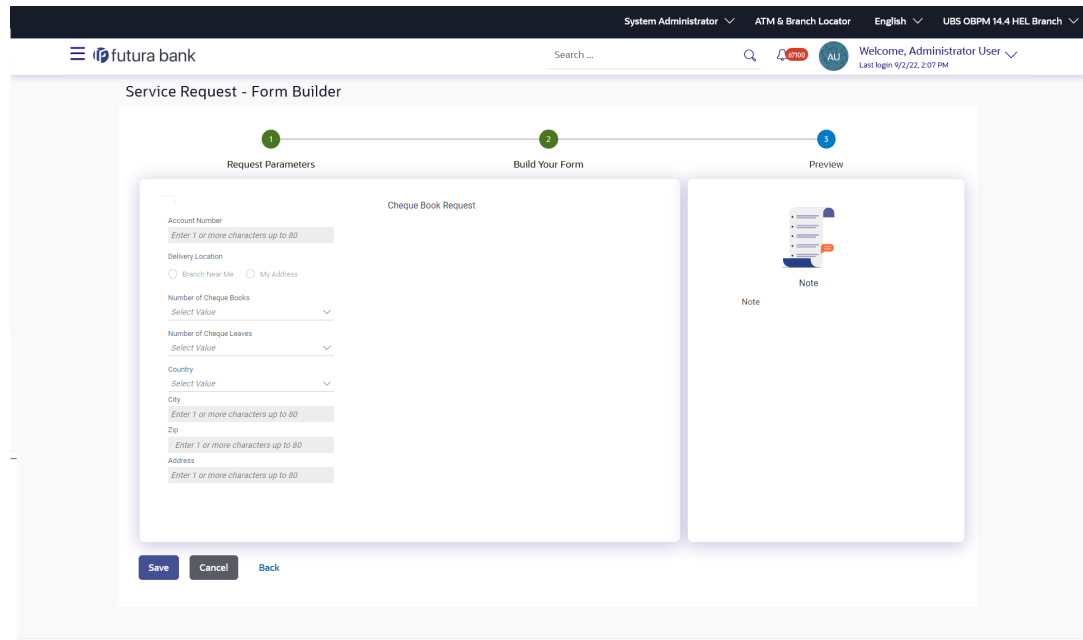 System Administrator ATM & Branch Locator English UBS OBPM 14.4 HEL Branch
futura bank Search ... 67100 AU Welcome, Administrator User
Last login 9/2/22, 2:07 PM
Service Request - Form Builder
1 2 3
Request Parameters Build Your Form Preview
Cheque Book Request
Account Number
Enter 1 or more characters up to 80
Delivery Location
Branch Near Me My Address
Number of Cheque Books
Select Value
Number of Cheque Leaves
Select Value
Country
Select Value
City
Enter 1 or more characters up to 80
Zip
Enter 1 or more characters up to 80
Address
Enter 1 or more characters up to 80
Note
Note
Save Cancel Back